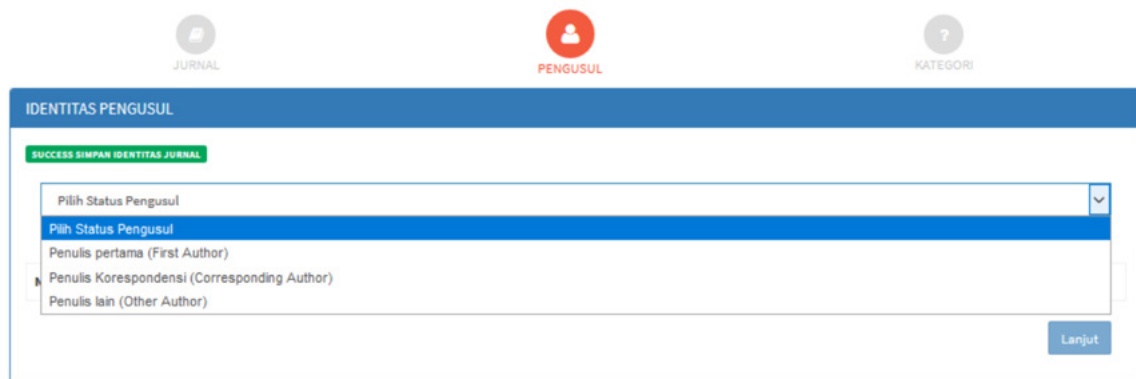 JURNAL
PENGUSUL
KATEGORI
IDENTITAS PENGUSUL
SUCCESS SIMPAN IDENTITAS JURNAL
Pilih Status Pengusul
Pilih Status Pengusul
Penulis pertama (First Author)
Penulis Korespondensi (Corresponding Author)
Penulis lain (Other Author)
Lanjut